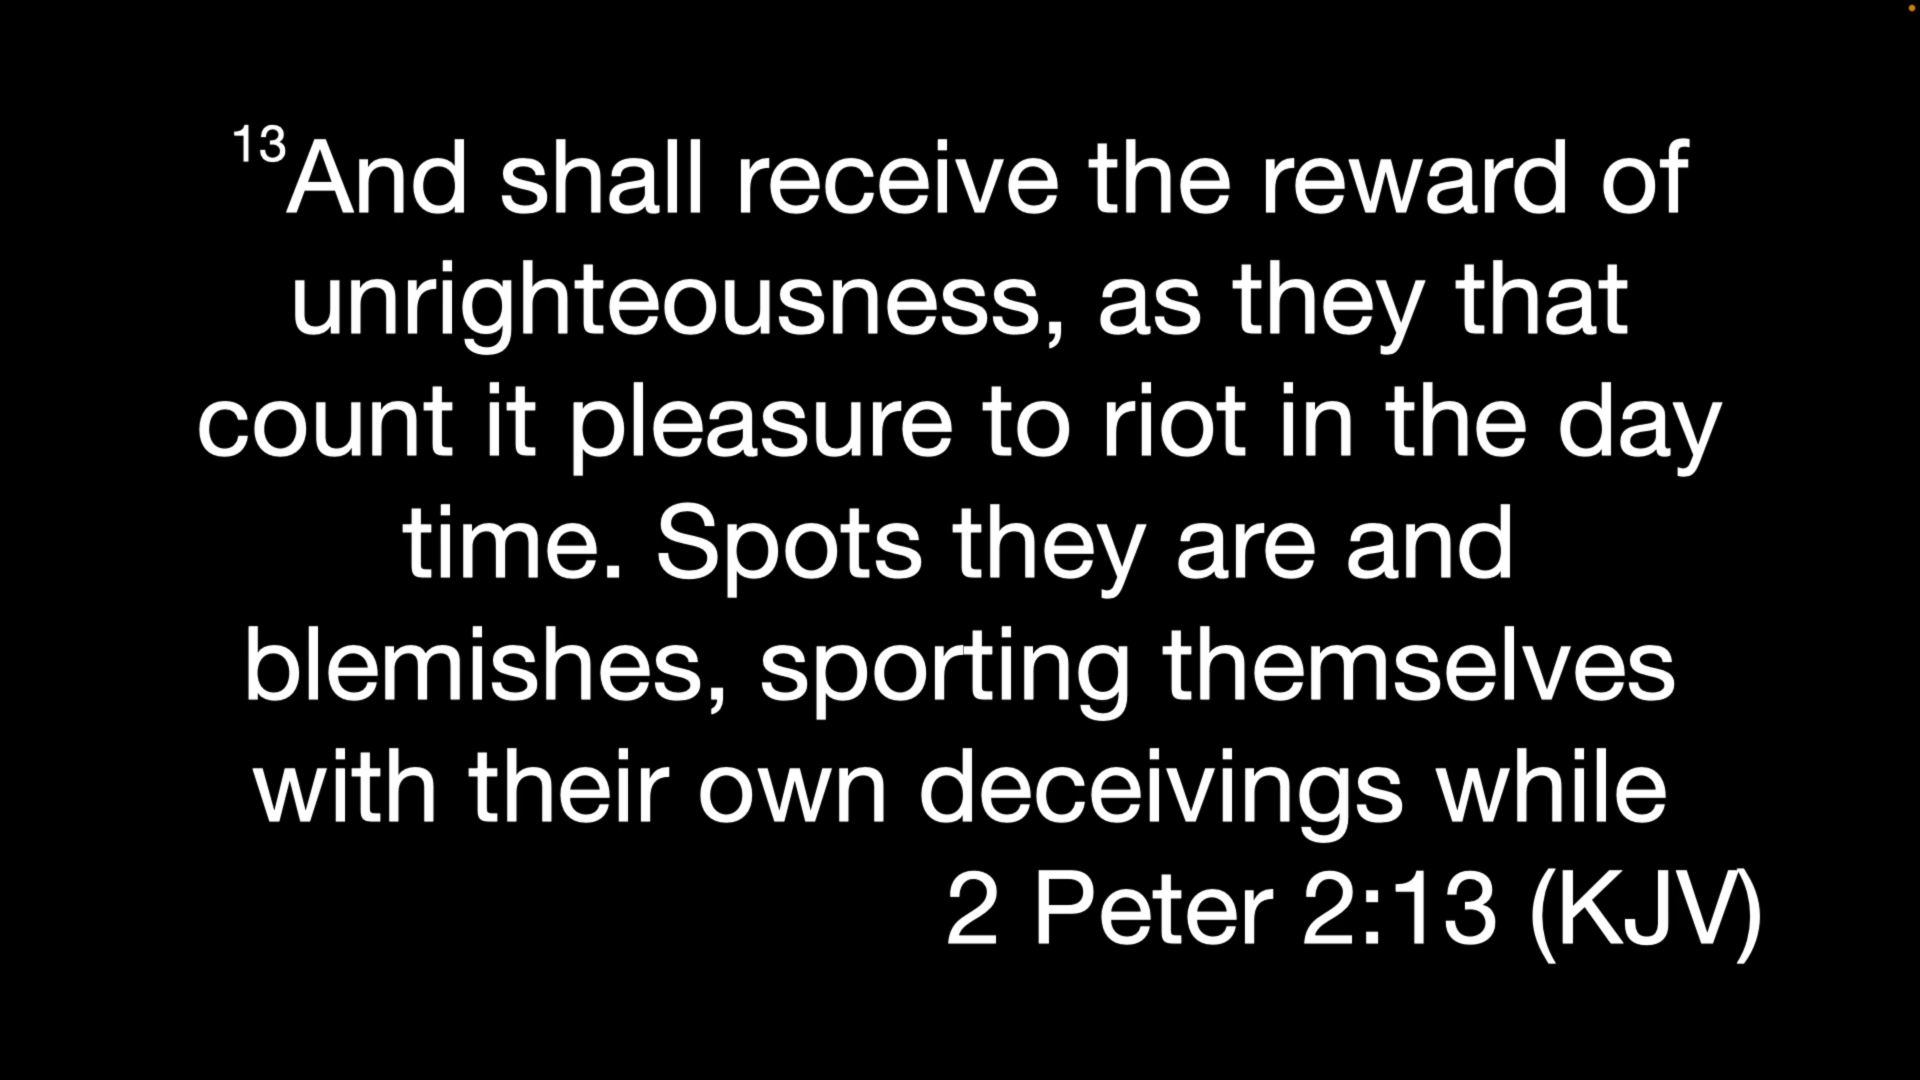 13And shall receive the reward of
unrighteousness, as they that
count it pleasure to riot in the day
time. Spots they are and
blemishes, sporting themselves
with their own deceivings while
2 Peter 2:13 (KJV)